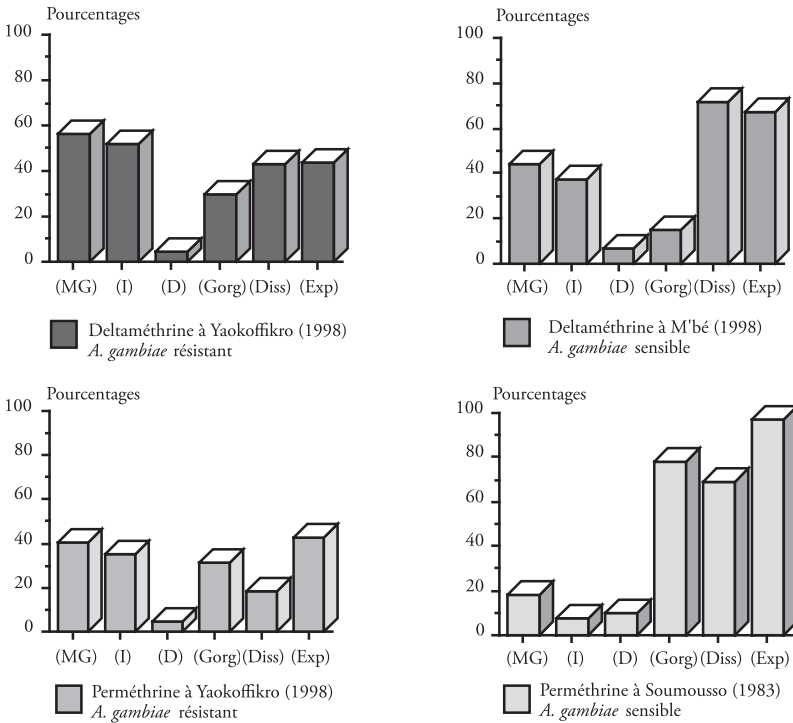 Pourcentages
100
80
60
40
20
0
(MG) (I) (D) (Gorg) (Diss) (Exp)
Deltaméthrine à Yaokoffikro (1998)
A. gambiae résistant
Pourcentages
100
80
60
40
20
0
(MG) (I) (D) (Gorg) (Diss) (Exp)
Deltaméthrine à M'bé (1998)
A. gambiae sensible
Pourcentages
100
80
60
40
20
0
(MG) (I) (D) (Gorg) (Diss) (Exp)
Perméthrine à Yaokoffikro (1998)
A. gambiae résistant
Pourcentages
100
80
60
40
20
0
(MG) (I) (D) (Gorg) (Diss) (Exp)
Perméthrine à Soumousso (1983)
A. gambiae sensible